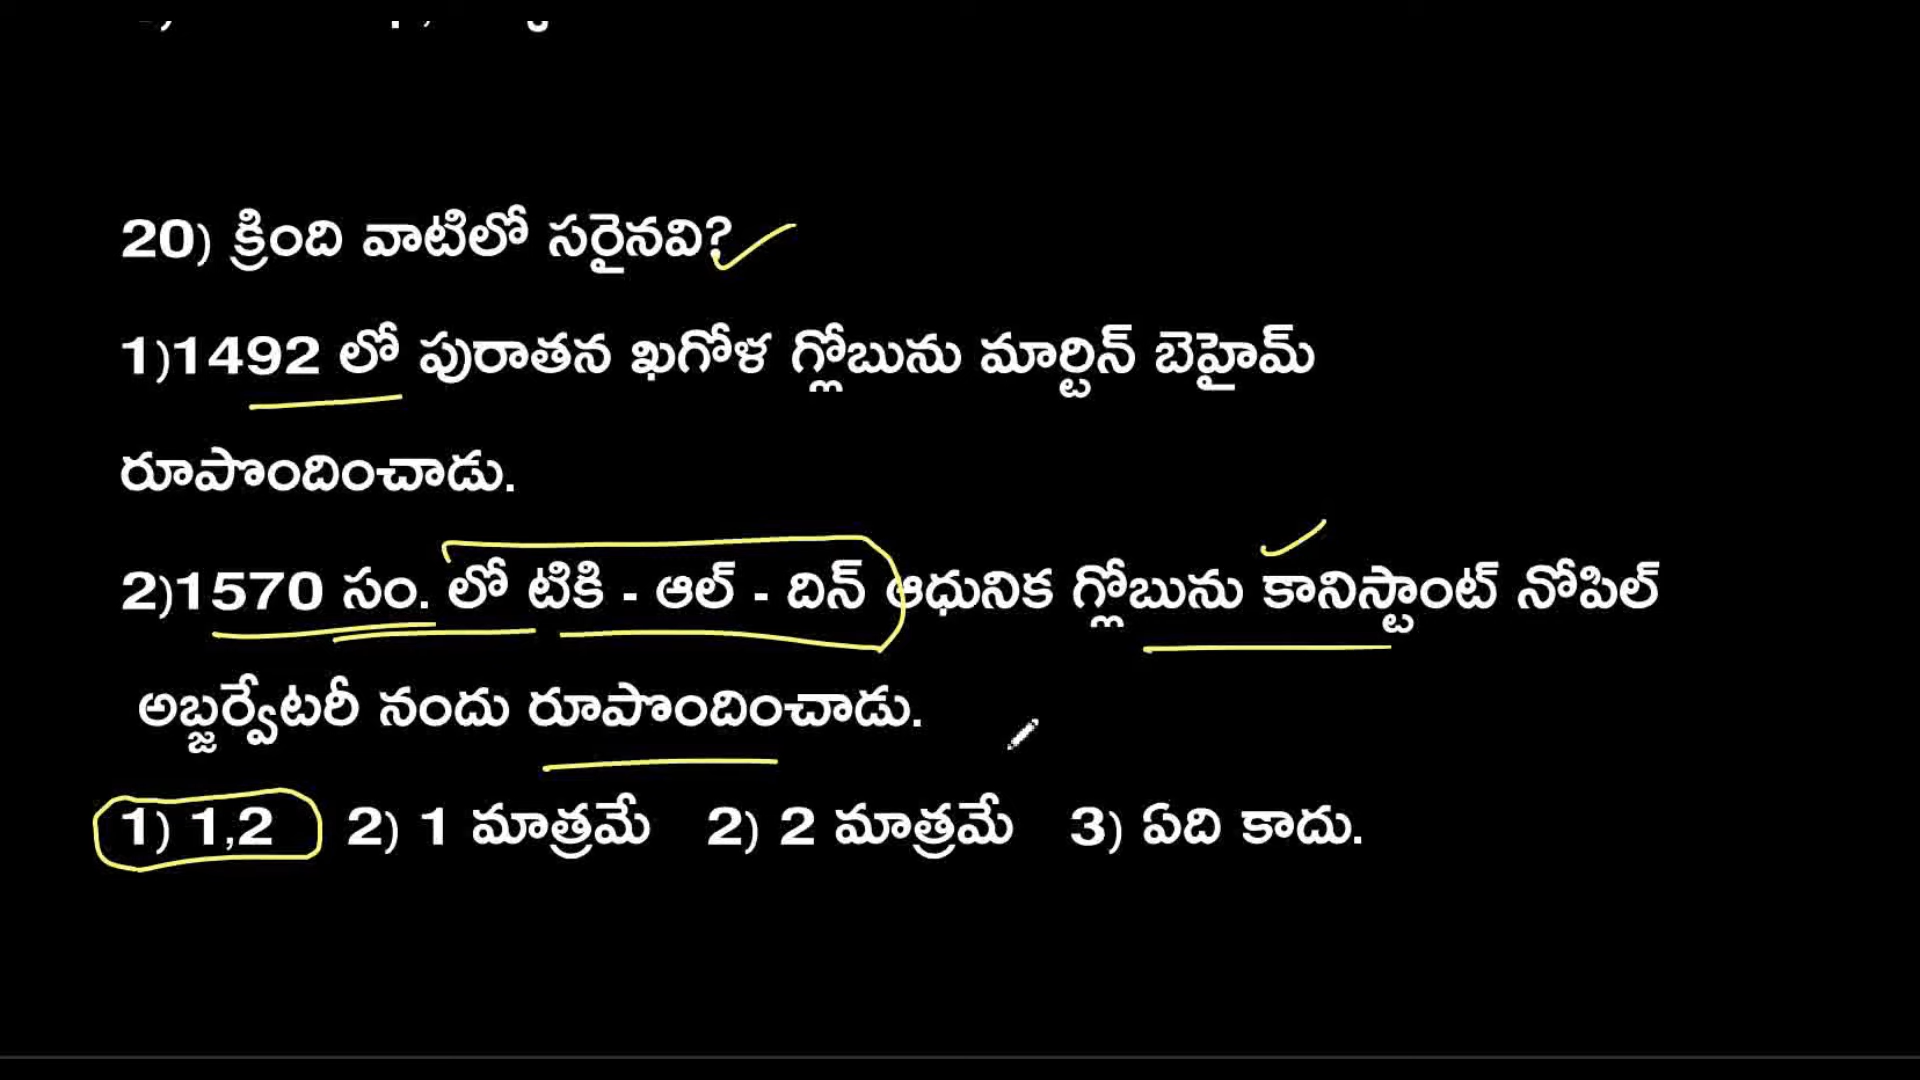 20) క్రింది వాటిలో సరైనవి?
1)1492 లో పురాతన ఖగోళ గ్లోబును మార్టిన్ బెహైమ్
రూపొందించాడు.
2)1570 సం. లో టికి - ఆల్ - దిన్ ఆధునిక గ్లోబును కానిస్టాంట్ నోపిల్
అబ్జర్వేటరీ నందు రూపొందించాడు.
1) 1,2 2) 1 మాత్రమే 2) 2 మాత్రమే 3) ఏది కాదు.